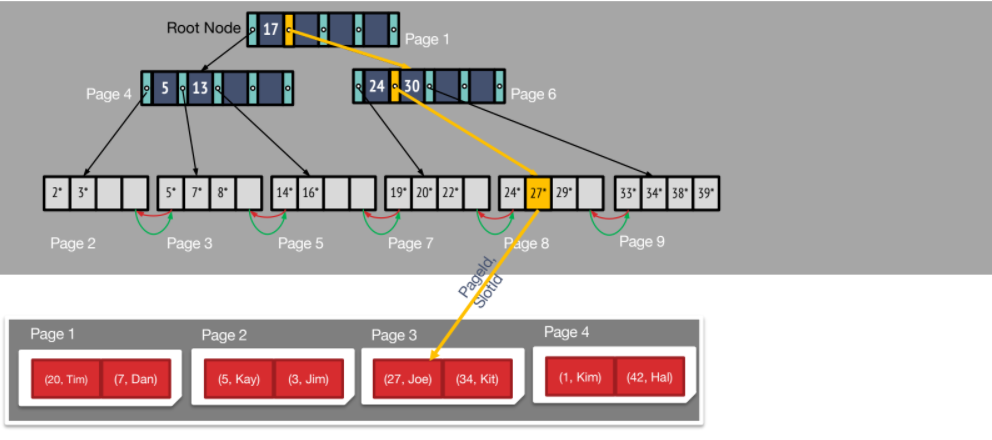 Root Node 17 Page 1
Page 4 5 13 24 30 Page 6
2* 3* 5* 7* 8* 14* 16* 19* 20* 22* 24* 27* 29* 33* 34* 38* 39*
Page 2 Page 3 Page 5 Page 7 Page 8 Page 9
PageId,
SlotId
Page 1 Page 2 Page 3 Page 4
(20, Tim) (7, Dan) (5, Kay) (3, Jim) (27, Joe) (34, Kit) (1, Kim) (42, Hal)